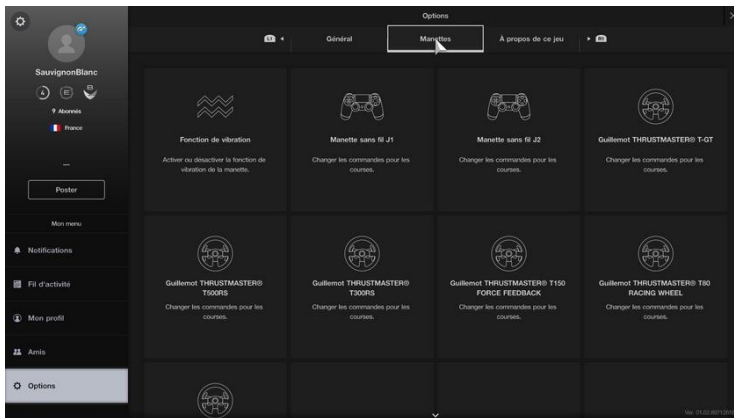 Options
L1
Général
Manettes
À propos de ce jeu
R1
SauvignonBlanc
4
E
B
9 Abonnés
France
...
Poster
Mon menu
Notifications
Fil d'activité
Mon profil
Amis
Options
Fonction de vibration
Activer ou désactiver la fonction de
vibration de la manette.
Manette sans fil J1
Changer les commandes pour les
courses.
Manette sans fil J2
Changer les commandes pour les
courses.
Guillemot THRUSTMASTER® T-GT
Changer les commandes pour les
courses.
Guillemot THRUSTMASTER®
T500RS
Changer les commandes pour les
courses.
Guillemot THRUSTMASTER®
T300RS
Changer les commandes pour les
courses.
Guillemot THRUSTMASTER® T150
FORCE FEEDBACK
Changer les commandes pour les
courses.
Guillemot THRUSTMASTER® T80
RACING WHEEL
Changer les commandes pour les
courses.